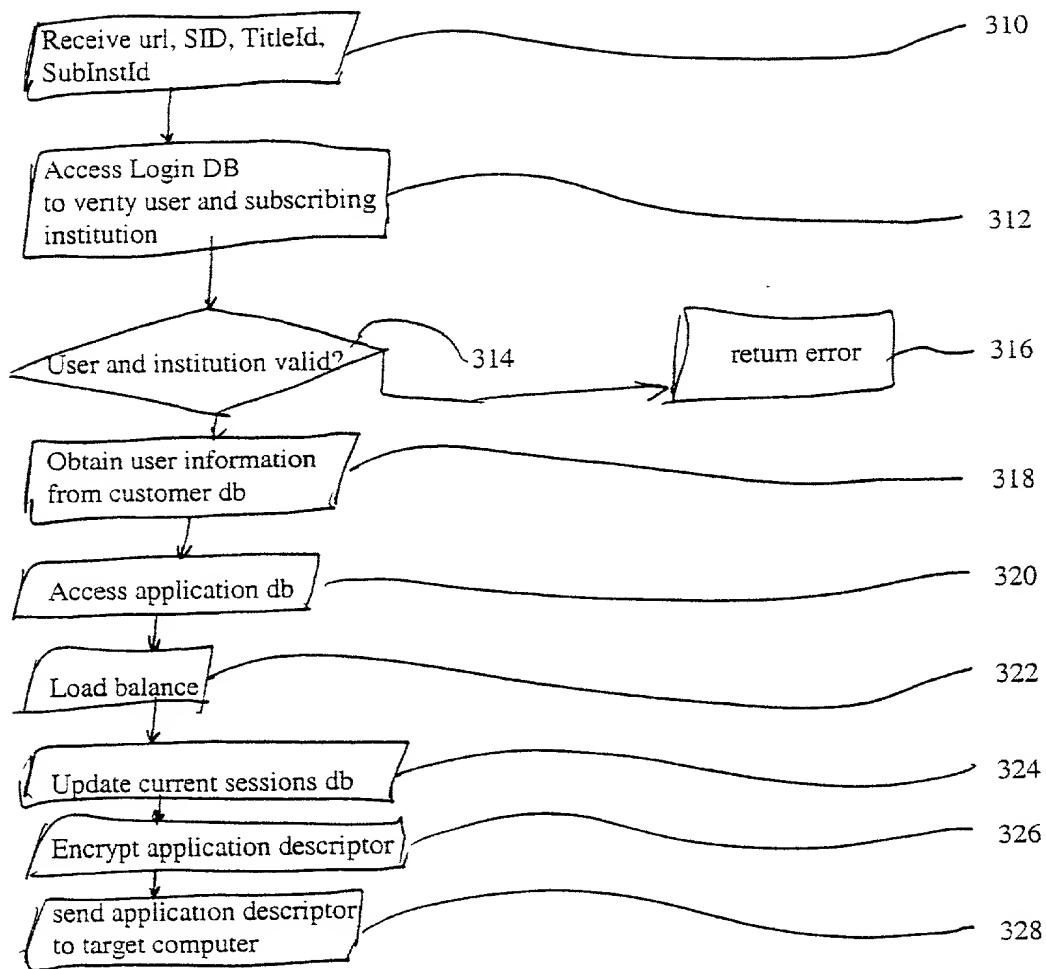 Receive url, SID, TitleId,
SubInstId
310
Access Login DB
to verity user and subscribing
institution
312
User and institution valid?
314
return error
316
Obtain user information
from customer db
318
Access application db
320
Load balance
322
Update current sessions db
324
Encrypt application descriptor
326
send application descriptor
to target computer
328